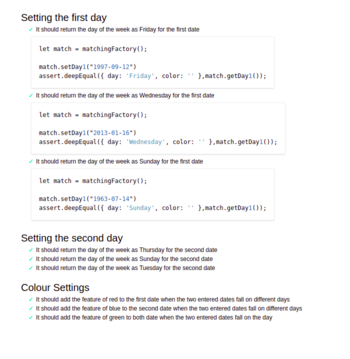 Setting the first day
✓ It should return the day of the week as Friday for the first date
let match = matchingFactory();
match.setDay1("1997-09-12")
assert.deepEqual({ day: 'Friday', color: '' },match.getDay1());
✓ It should return the day of the week as Wednesday for the first date
let match = matchingFactory();
match.setDay1("2013-01-16")
assert.deepEqual({ day: 'Wednesday', color: '' },match.getDay1());
✓ It should return the day of the week as Sunday for the first date
let match = matchingFactory();
match.setDay1("1963-07-14")
assert.deepEqual({ day: 'Sunday', color: '' },match.getDay1());
Setting the second day
✓ It should return the day of the week as Thursday for the second date
✓ It should return the day of the week as Sunday for the second date
✓ It should return the day of the week as Tuesday for the second date
Colour Settings
✓ It should add the feature of red to the first date when the two entered dates fall on different days
✓ It should add the feature of blue to the second date when the two entered dates fall on different days
✓ It should add the feature of green to both date when the two entered dates fall on the day